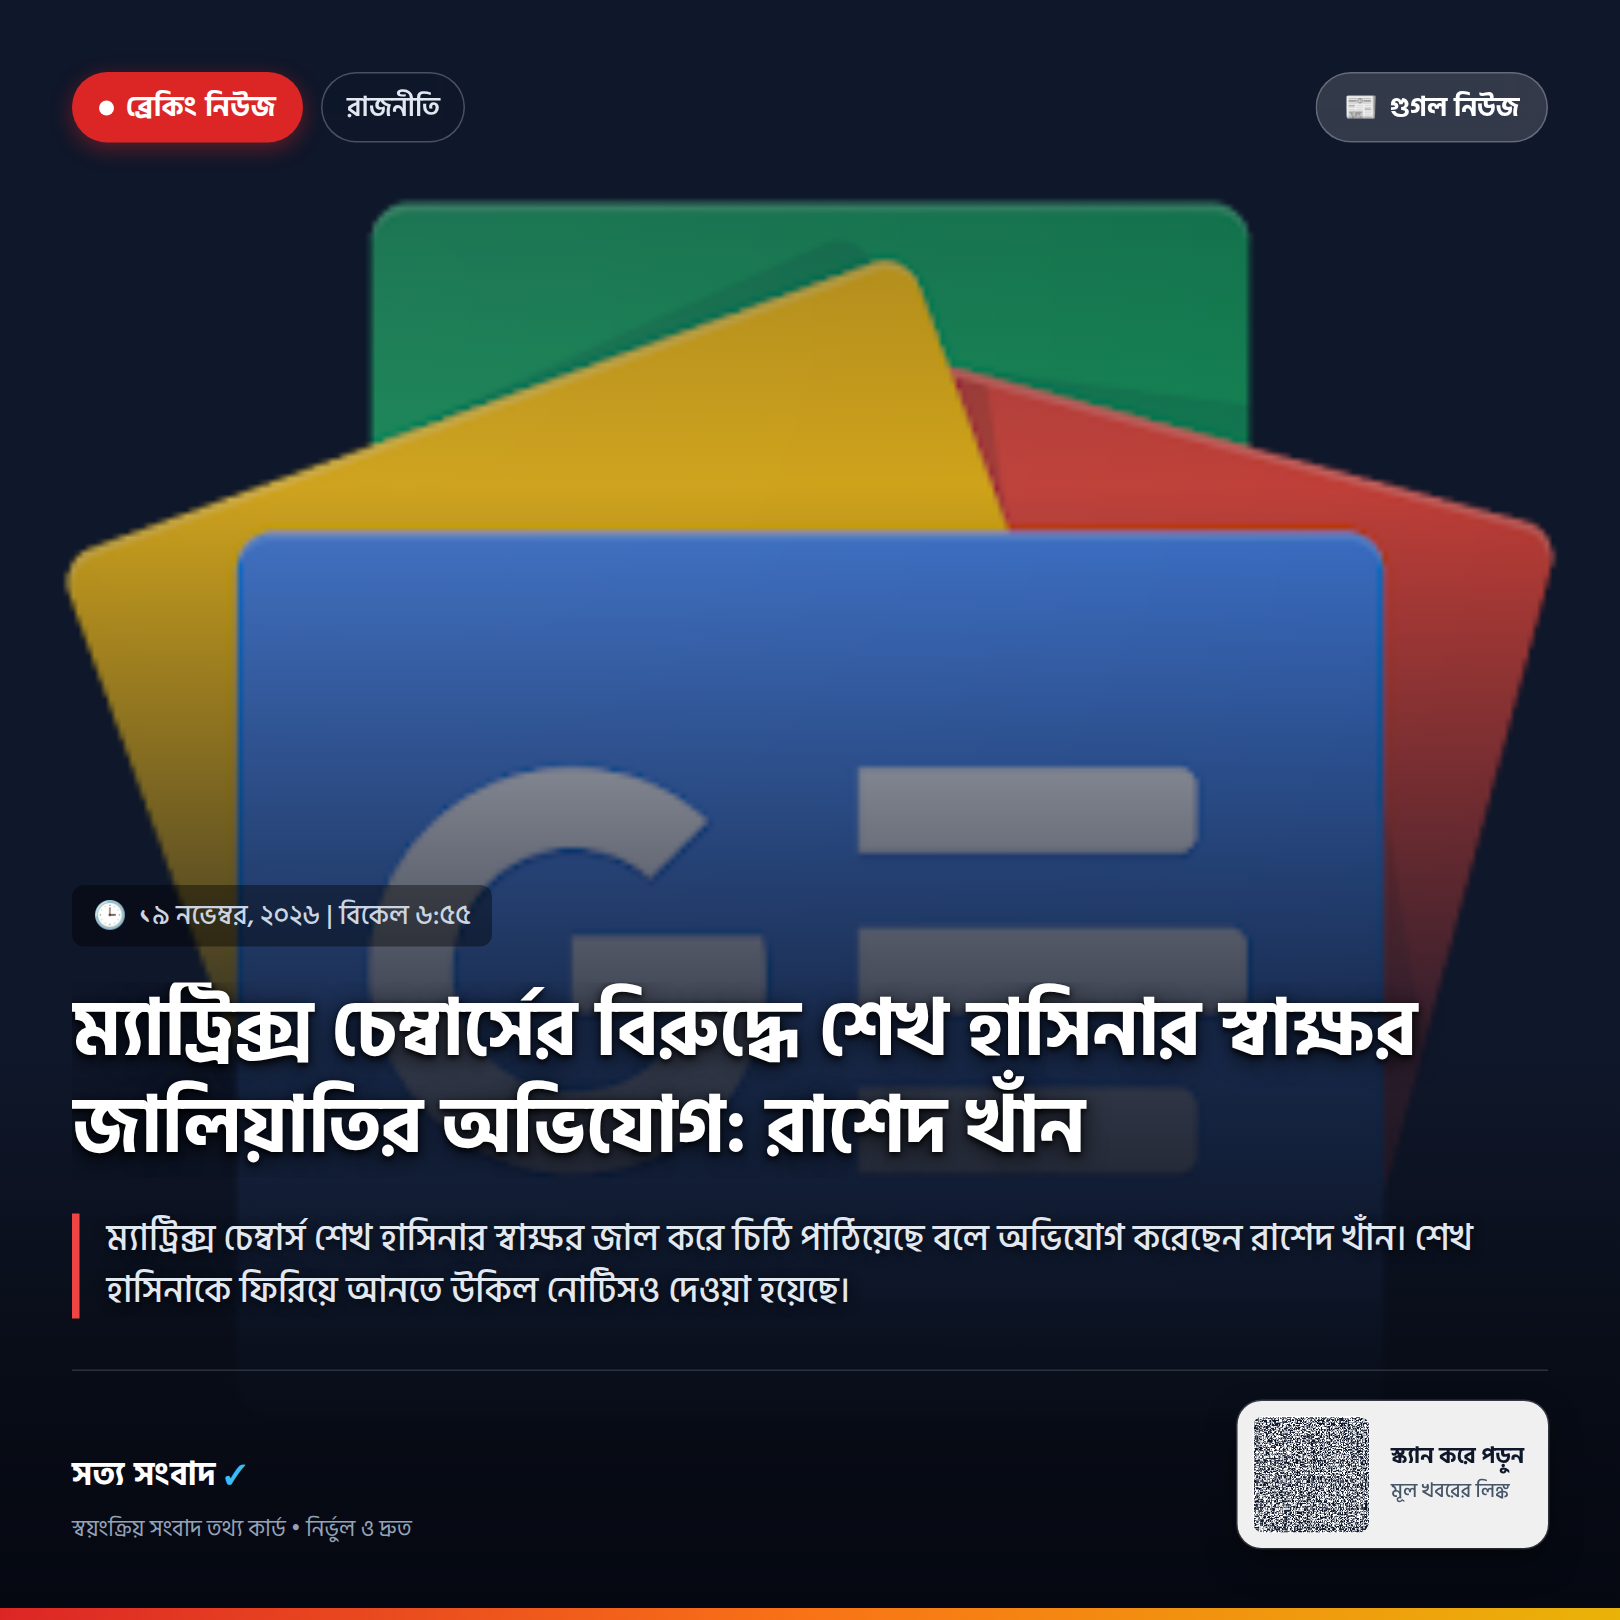 ব্রেকিং নিউজ
রাজনীতি
গুগল নিউজ
১৯ নভেম্বর, ২০২৬ | বিকেল ৬:৫৫
ম্যাট্রিক্স চেম্বার্সের বিরুদ্ধে শেখ হাসিনার স্বাক্ষর
জালিয়াতির অভিযোগ: রাশেদ খাঁন
ম্যাট্রিক্স চেম্বার্স শেখ হাসিনার স্বাক্ষর জাল করে চিঠি পাঠিয়েছে বলে অভিযোগ করেছেন রাশেদ খাঁন। শেখ
হাসিনাকে ফিরিয়ে আনতে উকিল নোটিসও দেওয়া হয়েছে।
সত্য সংবাদ ✓
স্বয়ংক্রিয় সংবাদ তথ্য কার্ড • নির্ভুল ও দ্রুত
স্ক্যান করে পড়ুন
মূল খবরের লিঙ্ক